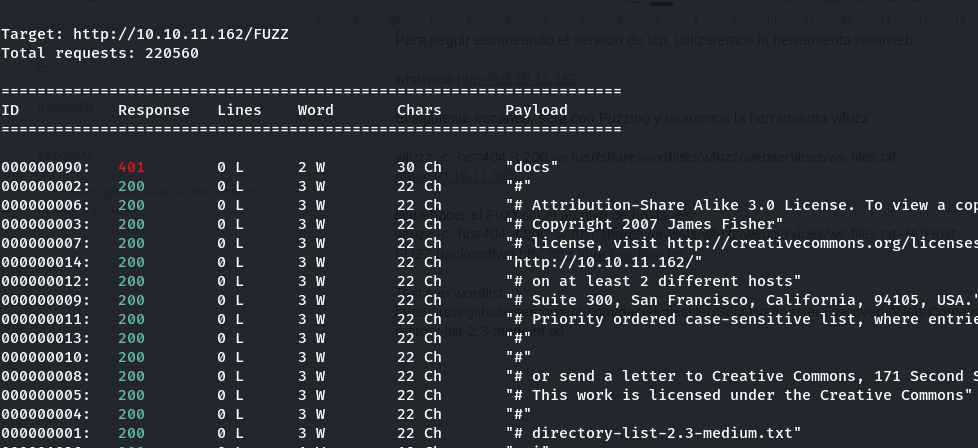 Para seguir escaneando el servicio de tcp, utilizaremos la herramienta whatweb
Target: http://10.10.11.162/FUZZ
Total requests: 220560
whatweb http://10.10.11.162
=====================================================================
ID Response Lines Word Chars Payload
=====================================================================
000000090: 401 0 L 2 W 30 Ch "docs"
000000002: 200 0 L 3 W 22 Ch "#"
000000006: 200 0 L 3 W 22 Ch "# Attribution-Share Alike 3.0 License. To view a cop
000000003: 200 0 L 3 W 22 Ch "# Copyright 2007 James Fisher"
000000007: 200 0 L 3 W 22 Ch "# license, visit http://creativecommons.org/licenses
000000014: 200 0 L 3 W 22 Ch "http://10.10.11.162/"
000000012: 200 0 L 3 W 22 Ch "# on at least 2 different hosts"
000000009: 200 0 L 3 W 22 Ch "# Suite 300, San Francisco, California, 94105, USA."
000000011: 200 0 L 3 W 22 Ch "# Priority ordered case-sensitive list, where entrie
000000013: 200 0 L 3 W 22 Ch "#"
000000010: 200 0 L 3 W 22 Ch "#"
000000008: 200 0 L 3 W 22 Ch "# or send a letter to Creative Commons, 171 Second S
000000005: 200 0 L 3 W 22 Ch "# This work is licensed under the Creative Commons"
000000004: 200 0 L 3 W 22 Ch "#"
000000001: 200 0 L 3 W 22 Ch "# directory-list-2.3-medium.txt"